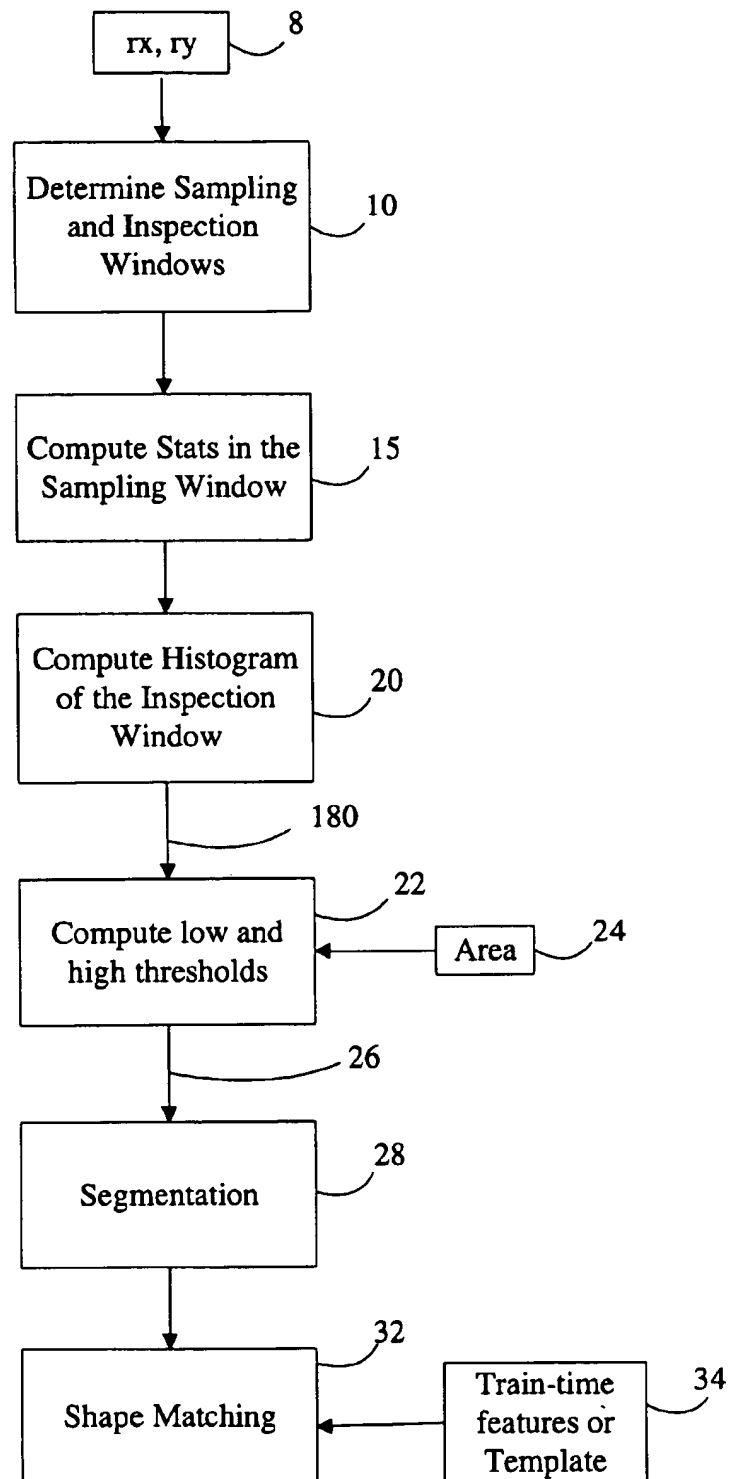 rx, ry
8
Determine Sampling
and Inspection
Windows
10
Compute Stats in the
Sampling Window
15
Compute Histogram
of the Inspection
Window
20
180
Compute low and
high thresholds
22
Area
24
26
Segmentation
28
Shape Matching
32
Train-time
features or
Template
34